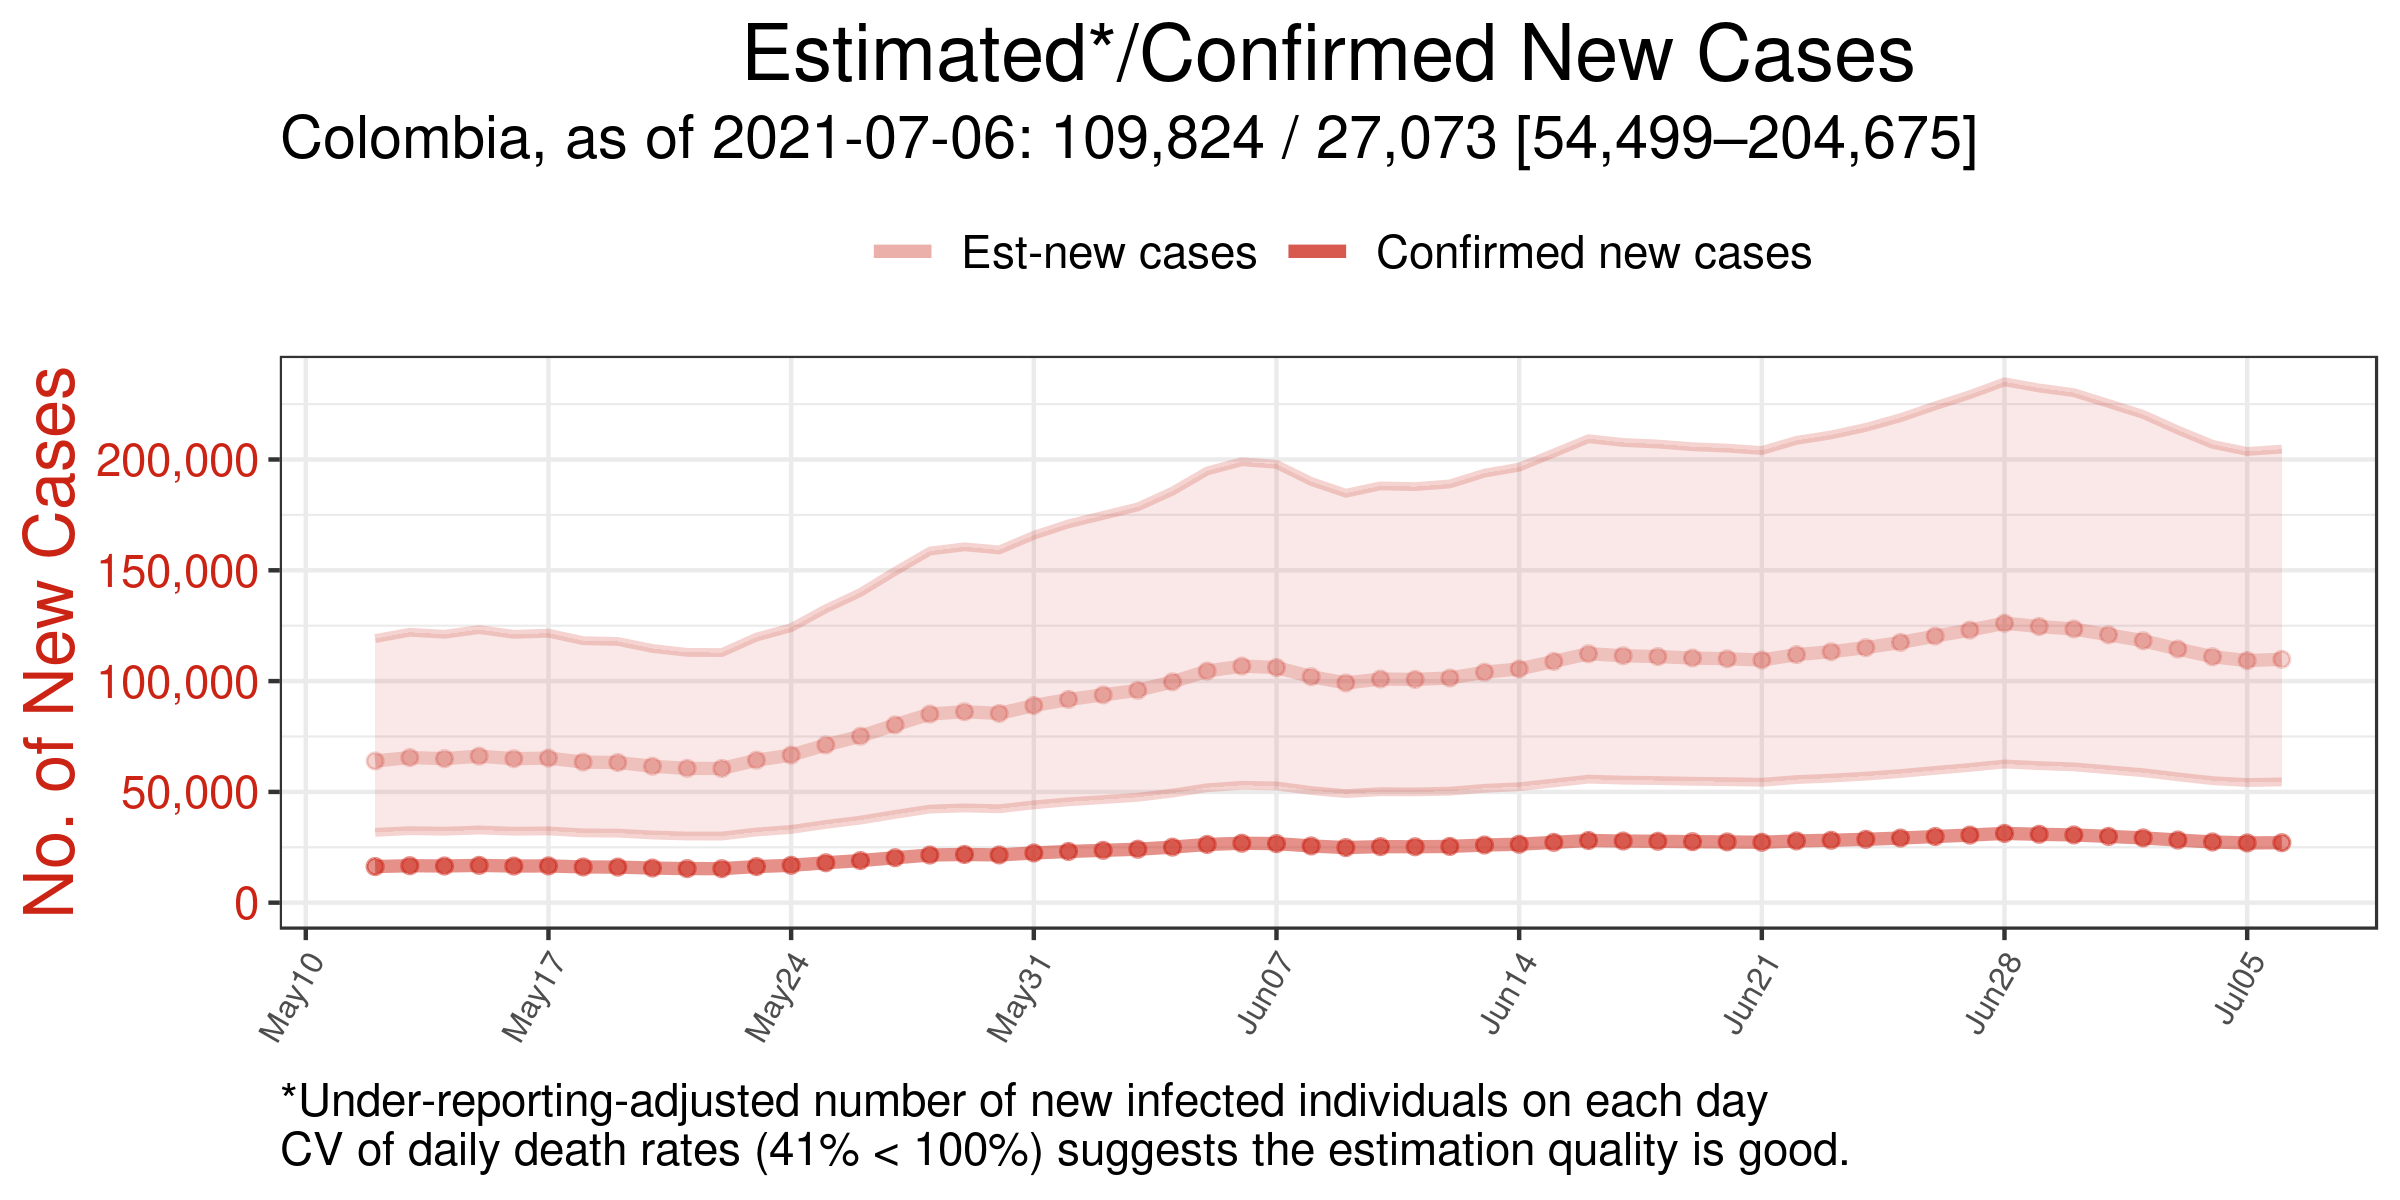 Estimated*/Confirmed New Cases
Colombia, as of 2021-07-06: 109,824 / 27,073 [54,499–204,675]
Est-new cases
Confirmed new cases
No. of New Cases
200,000
150,000
100,000
50,000
0
May10
May17
May24
May31
Jun07
Jun14
Jun21
Jun28
Jul05
*Under-reporting-adjusted number of new infected individuals on each day
CV of daily death rates (41% < 100%) suggests the estimation quality is good.